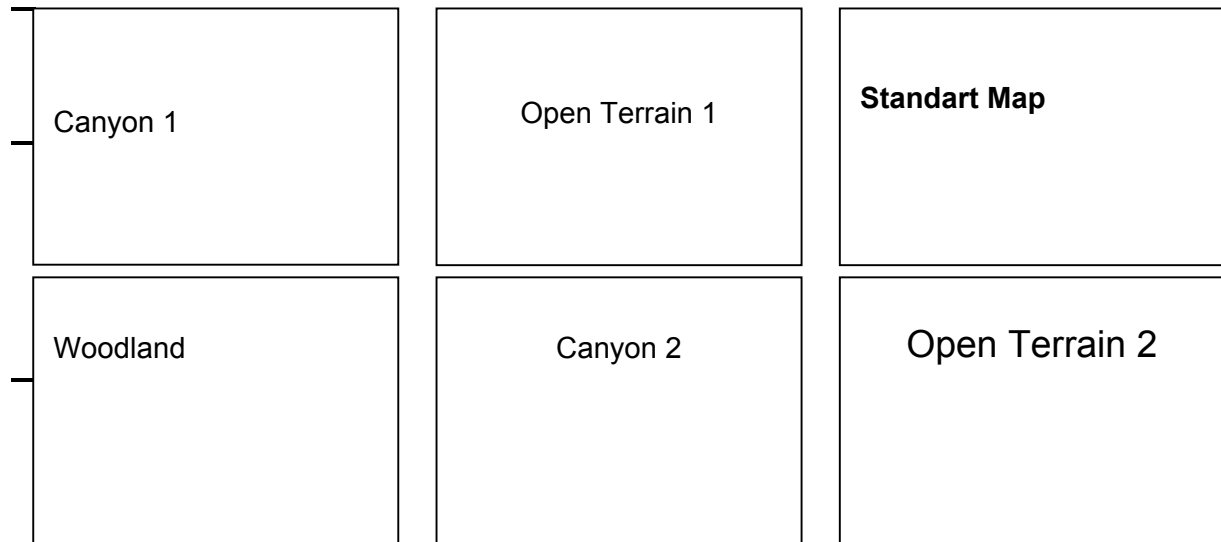 Canyon 1
Open Terrain 1
Standart Map
Woodland
Canyon 2
Open Terrain 2